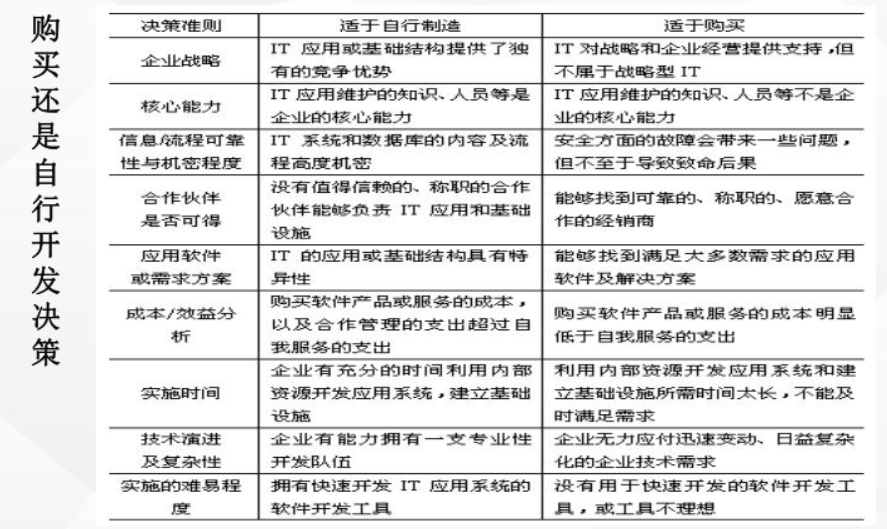 购买还是自行开发决策
决策准则 适于自行制造 适于购买
企业战略
IT 应用或基础结构提供了独
有的竞争优势
IT 对战略和企业经营提供支持,但
不属于战略型 IT
核心能力
IT 应用维护的知识、人员等是
企业的核心能力
IT 应用维护的知识、人员等不是企
业的核心能力
信息/流程可靠
性与机密程度
IT 系统和数据库的内容及流
程高度机密
安全方面的故障会带来一些问题,
但不至于导致致命后果
合作伙伴
是否可得
没有值得信赖的、称职的合作
伙伴能够负责 IT 应用和基础
设施
能够找到可靠的、称职的、愿意合
作的经销商
应用软件
或需求方案
IT 的应用或基础结构具有特
异性
能够找到满足大多数需求的应用
软件及解决方案
成本/效益分
析
购买软件产品或服务的成本,
以及合作管理的支出超过自
我服务的支出
购买软件产品或服务的成本明显
低于自我服务的支出
实施时间
企业有充分的时间利用内部
资源开发应用系统,建立基础
设施
利用内部资源开发应用系统和建
立基础设施所需时间太长,不能及
时满足需求
技术演进
及复杂性
企业有能力拥有一支专业性
开发队伍
企业无力应付迅速变动、日益复杂
化的企业技术需求
实施的难易程
度
拥有快速开发 IT 应用系统的
软件开发工具
没有用于快速开发的软件开发工
具,或工具不理想